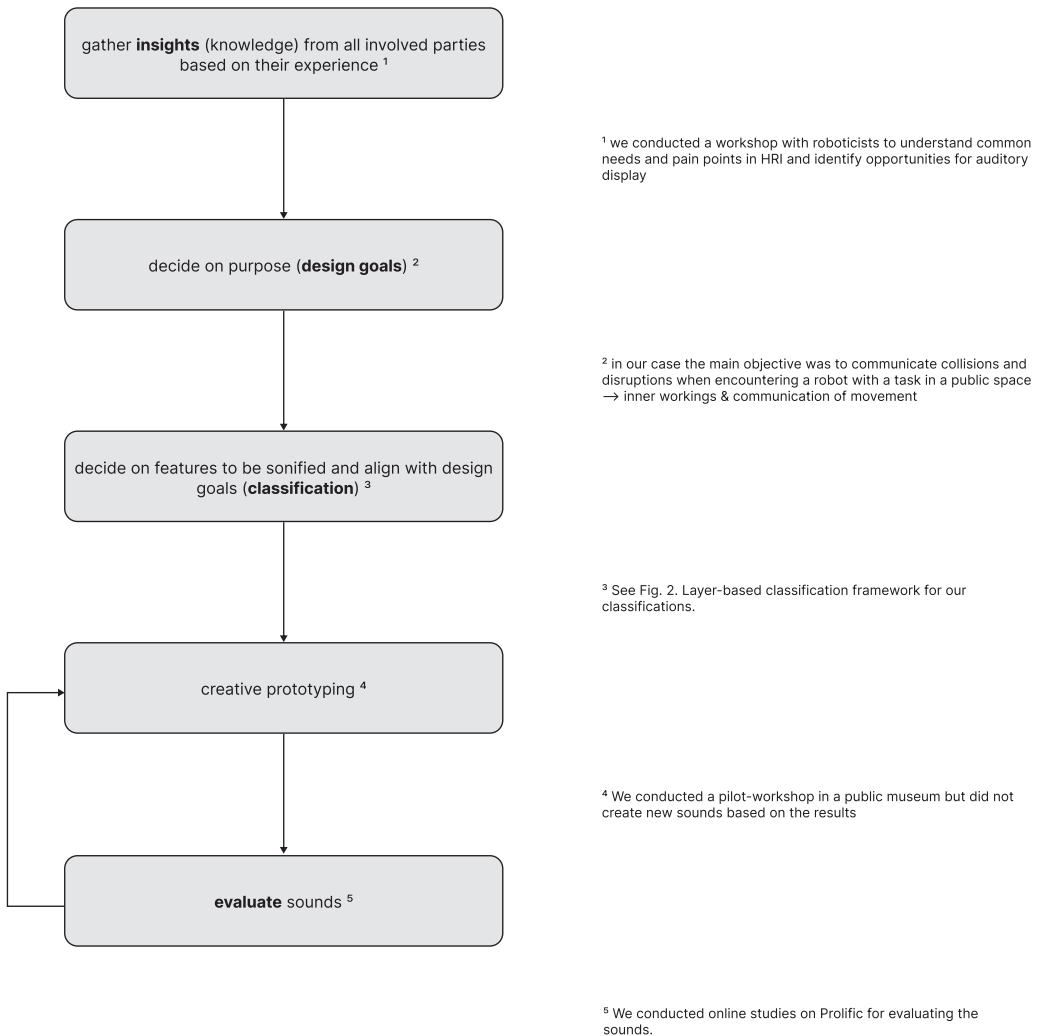 gather insights (knowledge) from all involved parties
based on their experience ¹
¹ we conducted a workshop with roboticists to understand common
needs and pain points in HRI and identify opportunities for auditory
display
decide on purpose (design goals) ²
² in our case the main objective was to communicate collisions and
disruptions when encountering a robot with a task in a public space
→ inner workings & communication of movement
decide on features to be sonified and align with design
goals (classification) ³
³ See Fig. 2. Layer-based classification framework for our
classifications.
creative prototyping ⁴
⁴ We conducted a pilot-workshop in a public museum but did not
create new sounds based on the results
evaluate sounds ⁵
⁵ We conducted online studies on Prolific for evaluating the
sounds.